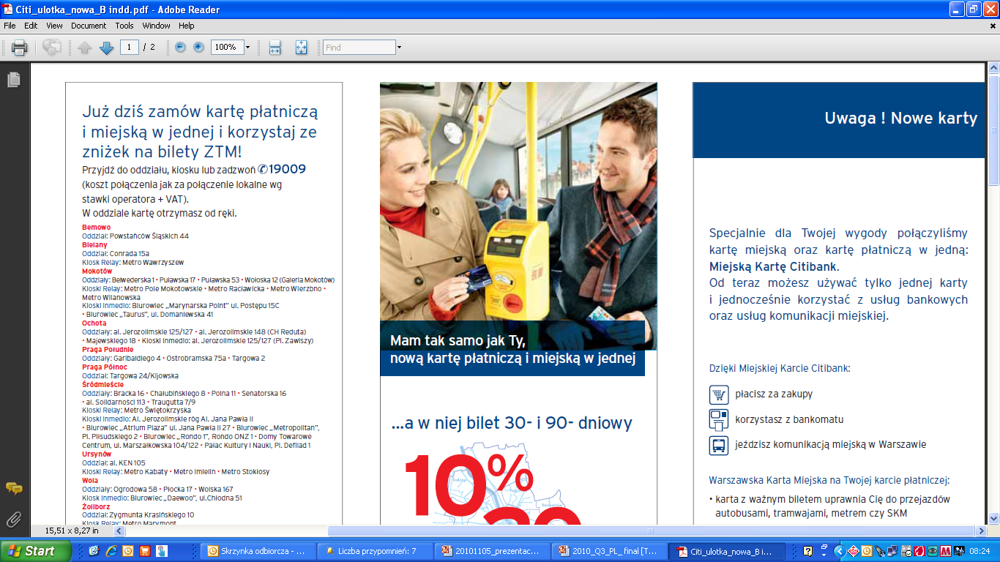 Citi_ulotka_nowa_B indd.pdf - Adobe Reader
File Edit View Document Tools Window Help
1 / 2 100% Find
Już dziś zamów kartę płatniczą
i miejską w jednej i korzystaj ze
zniżek na bilety ZTM!
Przyjdź do oddziału, kiosku lub zadzwoń ✆19009
(koszt połączenia jak za połączenie lokalne wg
stawki operatora + VAT).
W oddziale kartę otrzymasz od ręki.
Bemowo
Oddział: Powstańców Śląskich 44
Bielany
Oddział: Conrada 15a
Kiosk Relay: Metro Wawrzyszew
Mokotów
Oddziały: Belwederska 1 • Puławska 17 • Puławska 53 • Wołoska 12 (Galeria Mokotów)
Kioski Relay: Metro Pole Mokotowskie • Metro Racławicka • Metro Wierzbno •
Metro Wilanowska
Kioski Inmedio: Biurowiec „Marynarska Point” ul. Postępu 15C
• Biurowiec „Taurus”, ul. Domaniewska 41
Ochota
Oddziały: al. Jerozolimskie 125/127 • al. Jerozolimskie 148 (CH Reduta)
• Majewskiego 18 • Kioski Inmedio: al. Jerozolimskie 125/127 (Pl. Zawiszy)
Praga Południe
Oddziały: Garibaldiego 4 • Ostrobramska 75a • Targowa 2
Praga Północ
Oddział: Targowa 24/Kijowska
Śródmieście
Oddziały: Bracka 16 • Chałubińskiego 8 • Polna 11 • Senatorska 16
• al. Solidarności 113 • Traugutta 7/9
Kioski Relay: Metro Świętokrzyska
Kioski Inmedio: Al. Jerozolimskie róg Al. Jana Pawła II
• Biurowiec „Atrium Plaza” ul. Jana Pawła II 27 • Biurowiec „Metropolitan”,
Pl. Piłsudskiego 2 • Biurowiec „Rondo 1”, Rondo ONZ 1 • Domy Towarowe
Centrum, ul. Marszałkowska 104/122 • Pałac Kultury i Nauki, Pl. Defilad 1
Ursynów
Oddział: al. KEN 105
Kioski Relay: Metro Kabaty • Metro Imielin • Metro Stokłosy
Wola
Oddziały: Ogrodowa 58 • Płocka 17 • Wolska 167
Kiosk Inmedio: Biurowiec „Daewoo”, ul.Chłodna 51
Żoliborz
Oddział: Zygmunta Krasińskiego 10
Kiosk Relay: Metro Marymont
Mam tak samo jak Ty,
nową kartę płatniczą i miejską w jednej
...a w niej bilet 30- i 90- dniowy
10%
20
Uwaga ! Nowe karty
Specjalnie dla Twojej wygody połączyliśmy
kartę miejską oraz kartę płatniczą w jedną:
Miejską Kartę Citibank.
Od teraz możesz używać tylko jednej karty
i jednocześnie korzystać z usług bankowych
oraz usług komunikacji miejskiej.
Dzięki Miejskiej Karcie Citibank:
płacisz za zakupy
korzystasz z bankomatu
jeździsz komunikacją miejską w Warszawie
Warszawska Karta Miejska na Twojej karcie płatniczej:
• karta z ważnym biletem uprawnia Cię do przejazdów
autobusami, tramwajami, metrem czy SKM
15,51 x 8,27 in
Start Skrzynka odbiorcza - ... Liczba przypomnień: 7 20101105_prezentac... 2010_Q3_PL_ final [T... Citi_ulotka_nowa_B i... 08:24